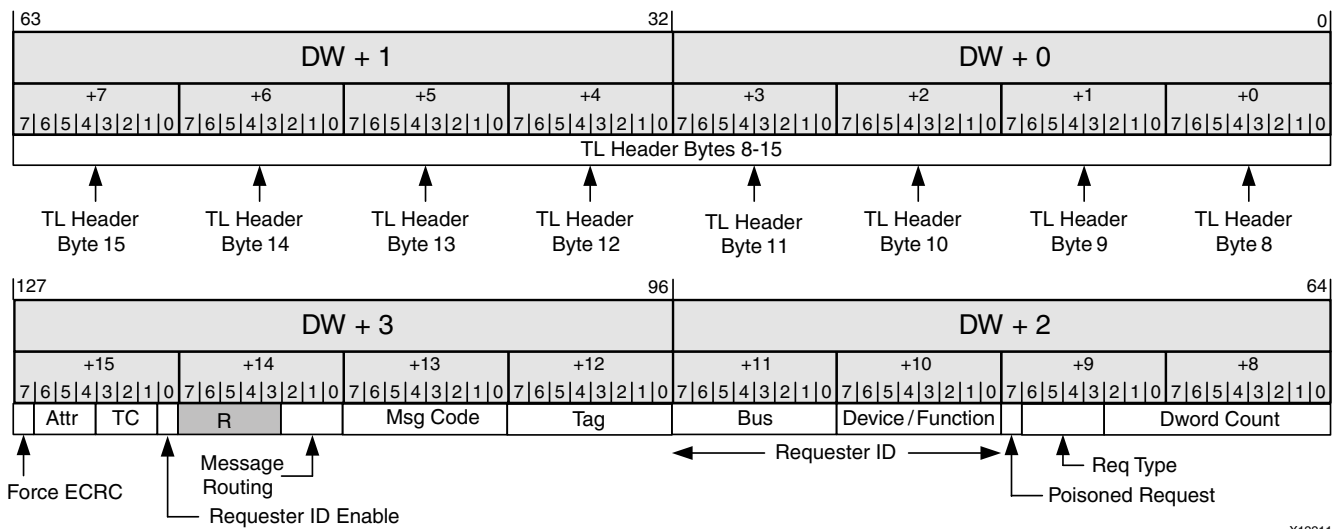 63 32 0
DW + 1 DW + 0
+7 +6 +5 +4 +3 +2 +1 +0
7 6 5 4 3 2 1 0 7 6 5 4 3 2 1 0 7 6 5 4 3 2 1 0 7 6 5 4 3 2 1 0 7 6 5 4 3 2 1 0 7 6 5 4 3 2 1 0 7 6 5 4 3 2 1 0 7 6 5 4 3 2 1 0
TL Header Bytes 8-15
TL Header Byte 15
TL Header Byte 14
TL Header Byte 13
TL Header Byte 12
TL Header Byte 11
TL Header Byte 10
TL Header Byte 9
TL Header Byte 8
127 96 64
DW + 3 DW + 2
+15 +14 +13 +12 +11 +10 +9 +8
7 6 5 4 3 2 1 0 7 6 5 4 3 2 1 0 7 6 5 4 3 2 1 0 7 6 5 4 3 2 1 0 7 6 5 4 3 2 1 0 7 6 5 4 3 2 1 0 7 6 5 4 3 2 1 0 7 6 5 4 3 2 1 0
Attr TC R Msg Code Tag Bus Device/Function Dword Count
Force ECRC
Requester ID Enable
Message
Routing
Requester ID
Req Type
Poisoned Request